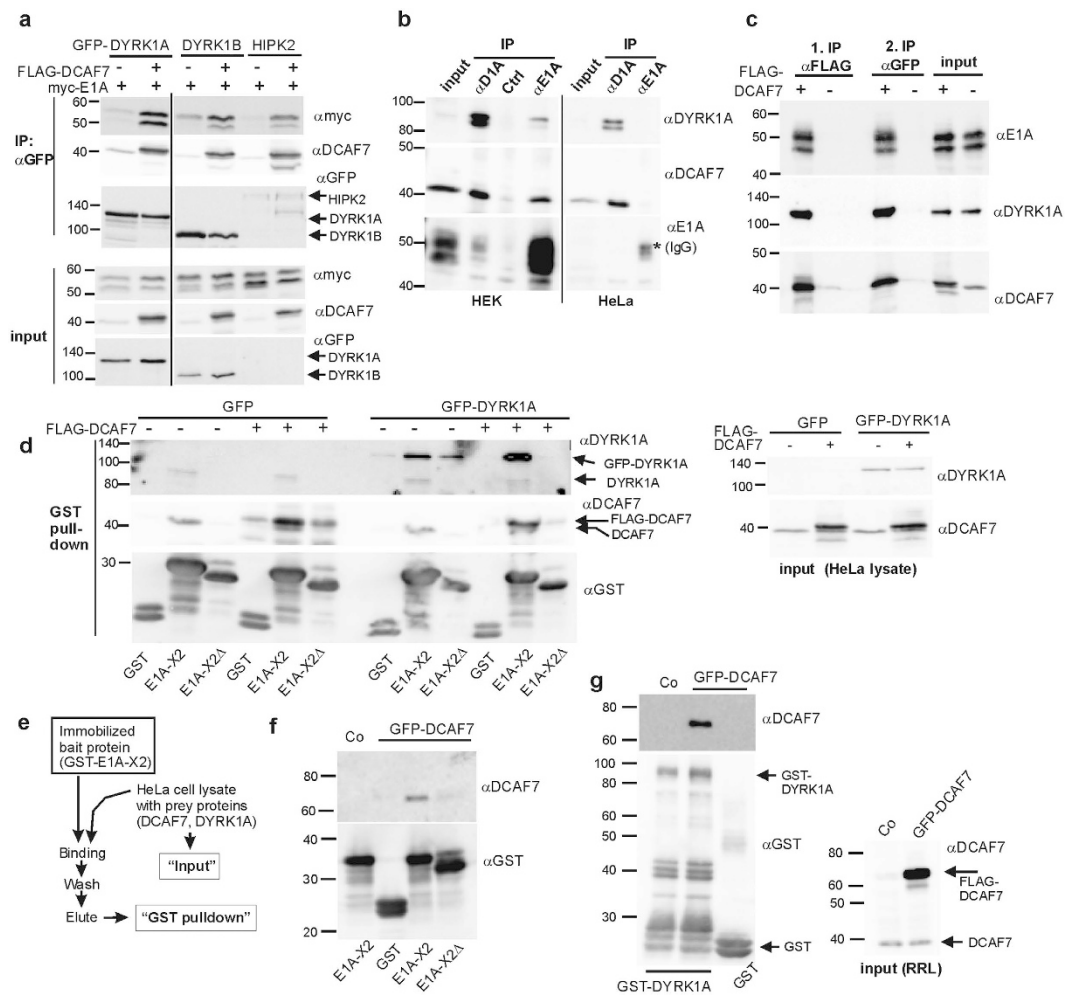 a
GFP-DYRK1A DYRK1B HIPK2
FLAG-DCAF7 - + - + - +
myc-E1A + + + + + +
IP:
αGFP
60
50
αmyc
40
αDCAF7
αGFP
HIPK2
140
DYRK1A
100
DYRK1B
input
60
50
αmyc
40
αDCAF7
αGFP
140
DYRK1A
100
DYRK1B
b
IP IP
input αD1A Ctrl αE1A input αD1A αE1A
100
80
αDYRK1A
αDCAF7
40
αE1A
50
* (IgG)
40
HEK HeLa
c
1. IP 2. IP
αFLAG αGFP input
FLAG-
DCAF7 + - + - + -
60
50
αE1A
40
140
αDYRK1A
100
50
40
αDCAF7
d
GFP GFP-DYRK1A
FLAG-DCAF7 - - - + + + - - - + + +
αDYRK1A
140
100
GFP-DYRK1A
80
DYRK1A
αDCAF7
GST
pull-
down
40
FLAG-DCAF7
DCAF7
30
αGST
GST E1A-X2 E1A-X2Δ GST E1A-X2 E1A-X2Δ GST E1A-X2 E1A-X2Δ GST E1A-X2 E1A-X2Δ
GFP GFP-DYRK1A
FLAG-
DCAF7 - + - +
140
αDYRK1A
100
40
αDCAF7
input (HeLa lysate)
e
Immobilized
bait protein
(GST-E1A-X2)
HeLa cell lysate
with prey proteins
(DCAF7, DYRK1A)
Binding
“Input”
Wash
Elute
“GST pulldown”
f
Co GFP-DCAF7
80
αDCAF7
60
40
αGST
30
20
E1A-X2 GST E1A-X2 E1A-X2Δ
g
Co GFP-DCAF7
80
αDCAF7
60
100
GST-
DYRK1A
80
60
50
αGST
40
30
GST
GST-DYRK1A GST
Co GFP-DCAF7
αDCAF7
80
FLAG-
DCAF7
60
40
DCAF7
input (RRL)